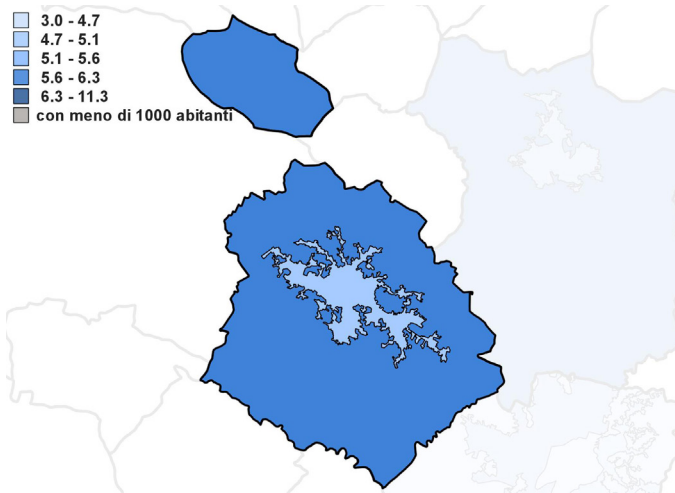 3.0 - 4.7
4.7 - 5.1
5.1 - 5.6
5.6 - 6.3
6.3 - 11.3
con meno di 1000 abitanti